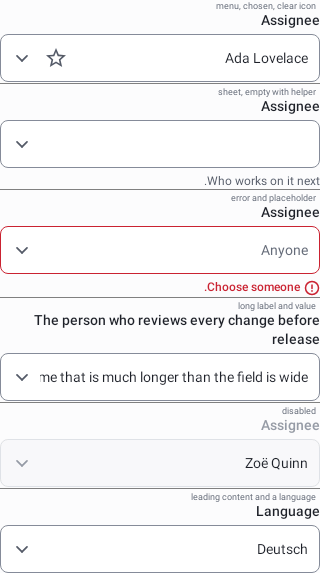 menu, chosen, clear icon
Assignee
Ada Lovelace
sheet, empty with helper
Assignee
.Who works on it next
error and placeholder
Assignee
Anyone
.Choose someone
long label and value
The person who reviews every change before
release
me that is much longer than the field is wide
disabled
Assignee
Zoë Quinn
leading content and a language
Language
Deutsch